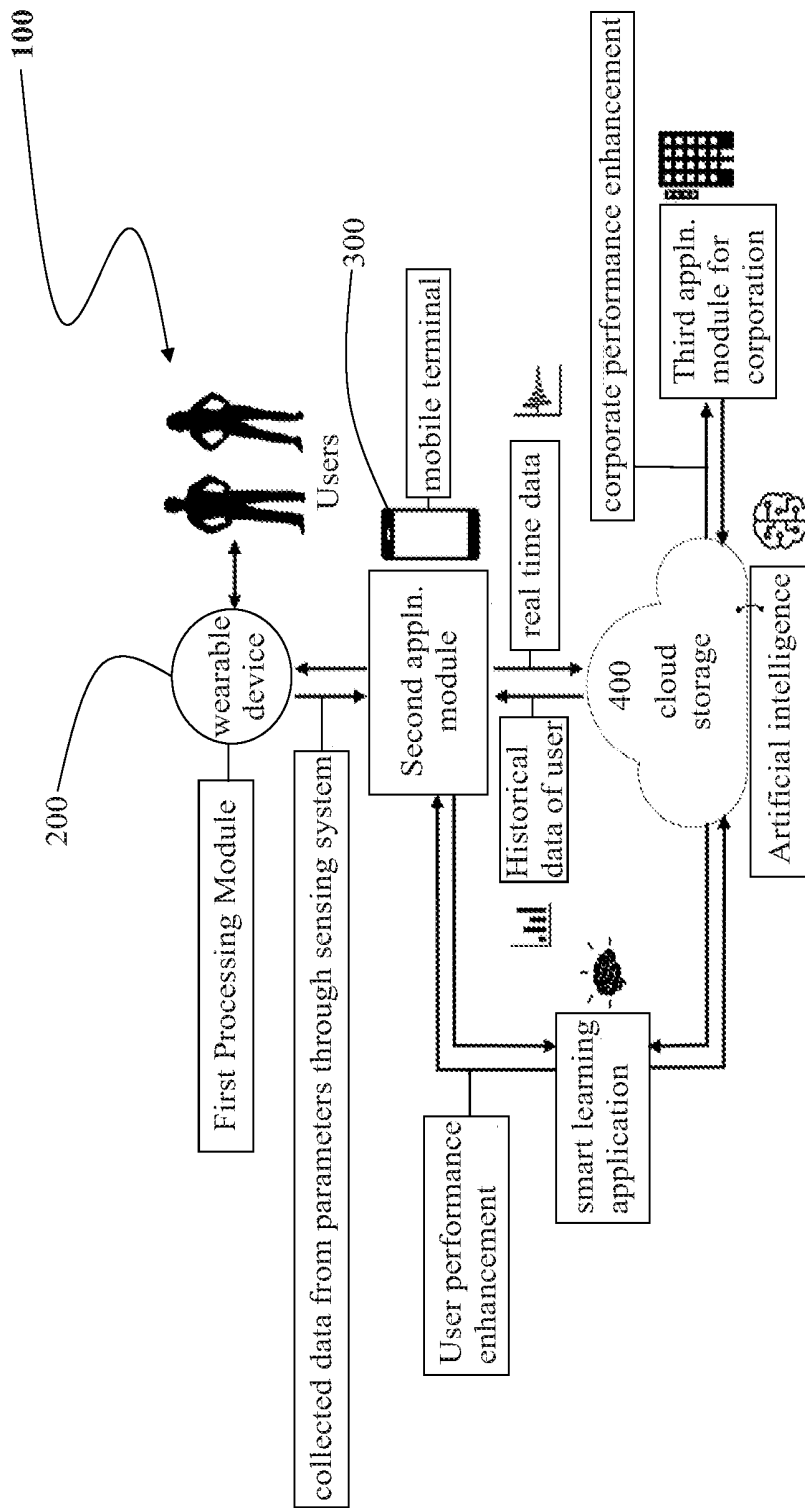 100
Users
200
wearable
device
First Processing Module
collected data from parameters through sensing system
300
mobile terminal
Second appln.
module
real time data
Historical
data of user
User performance
enhancement
smart learning
application
400
cloud
storage
Artificial intelligence
corporate performance enhancement
Third appln.
module for
corporation